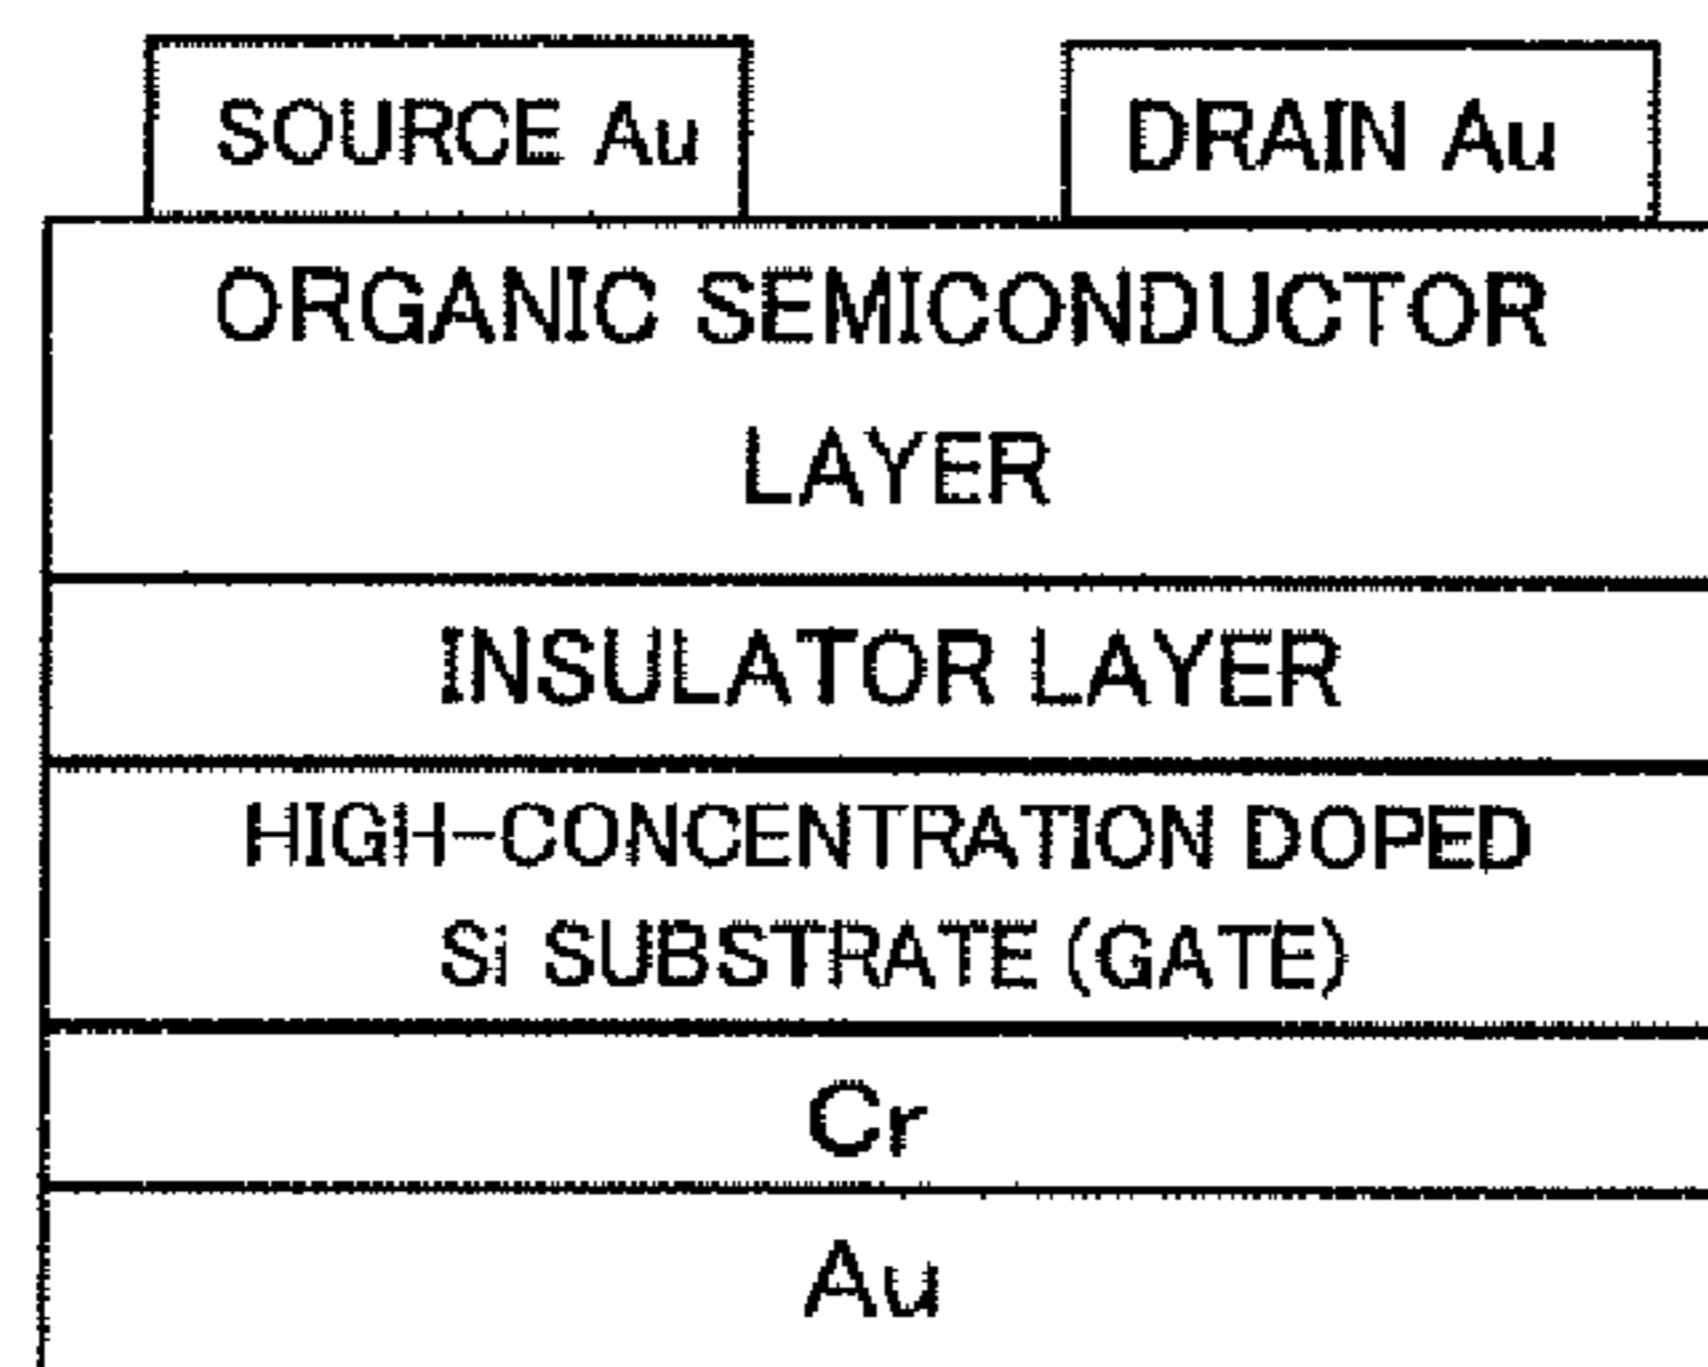 SOURCE Au
DRAIN Au
ORGANIC SEMICONDUCTOR
LAYER
INSULATOR LAYER
HIGH-CONCENTRATION DOPED
Si SUBSTRATE (GATE)
Cr
Au